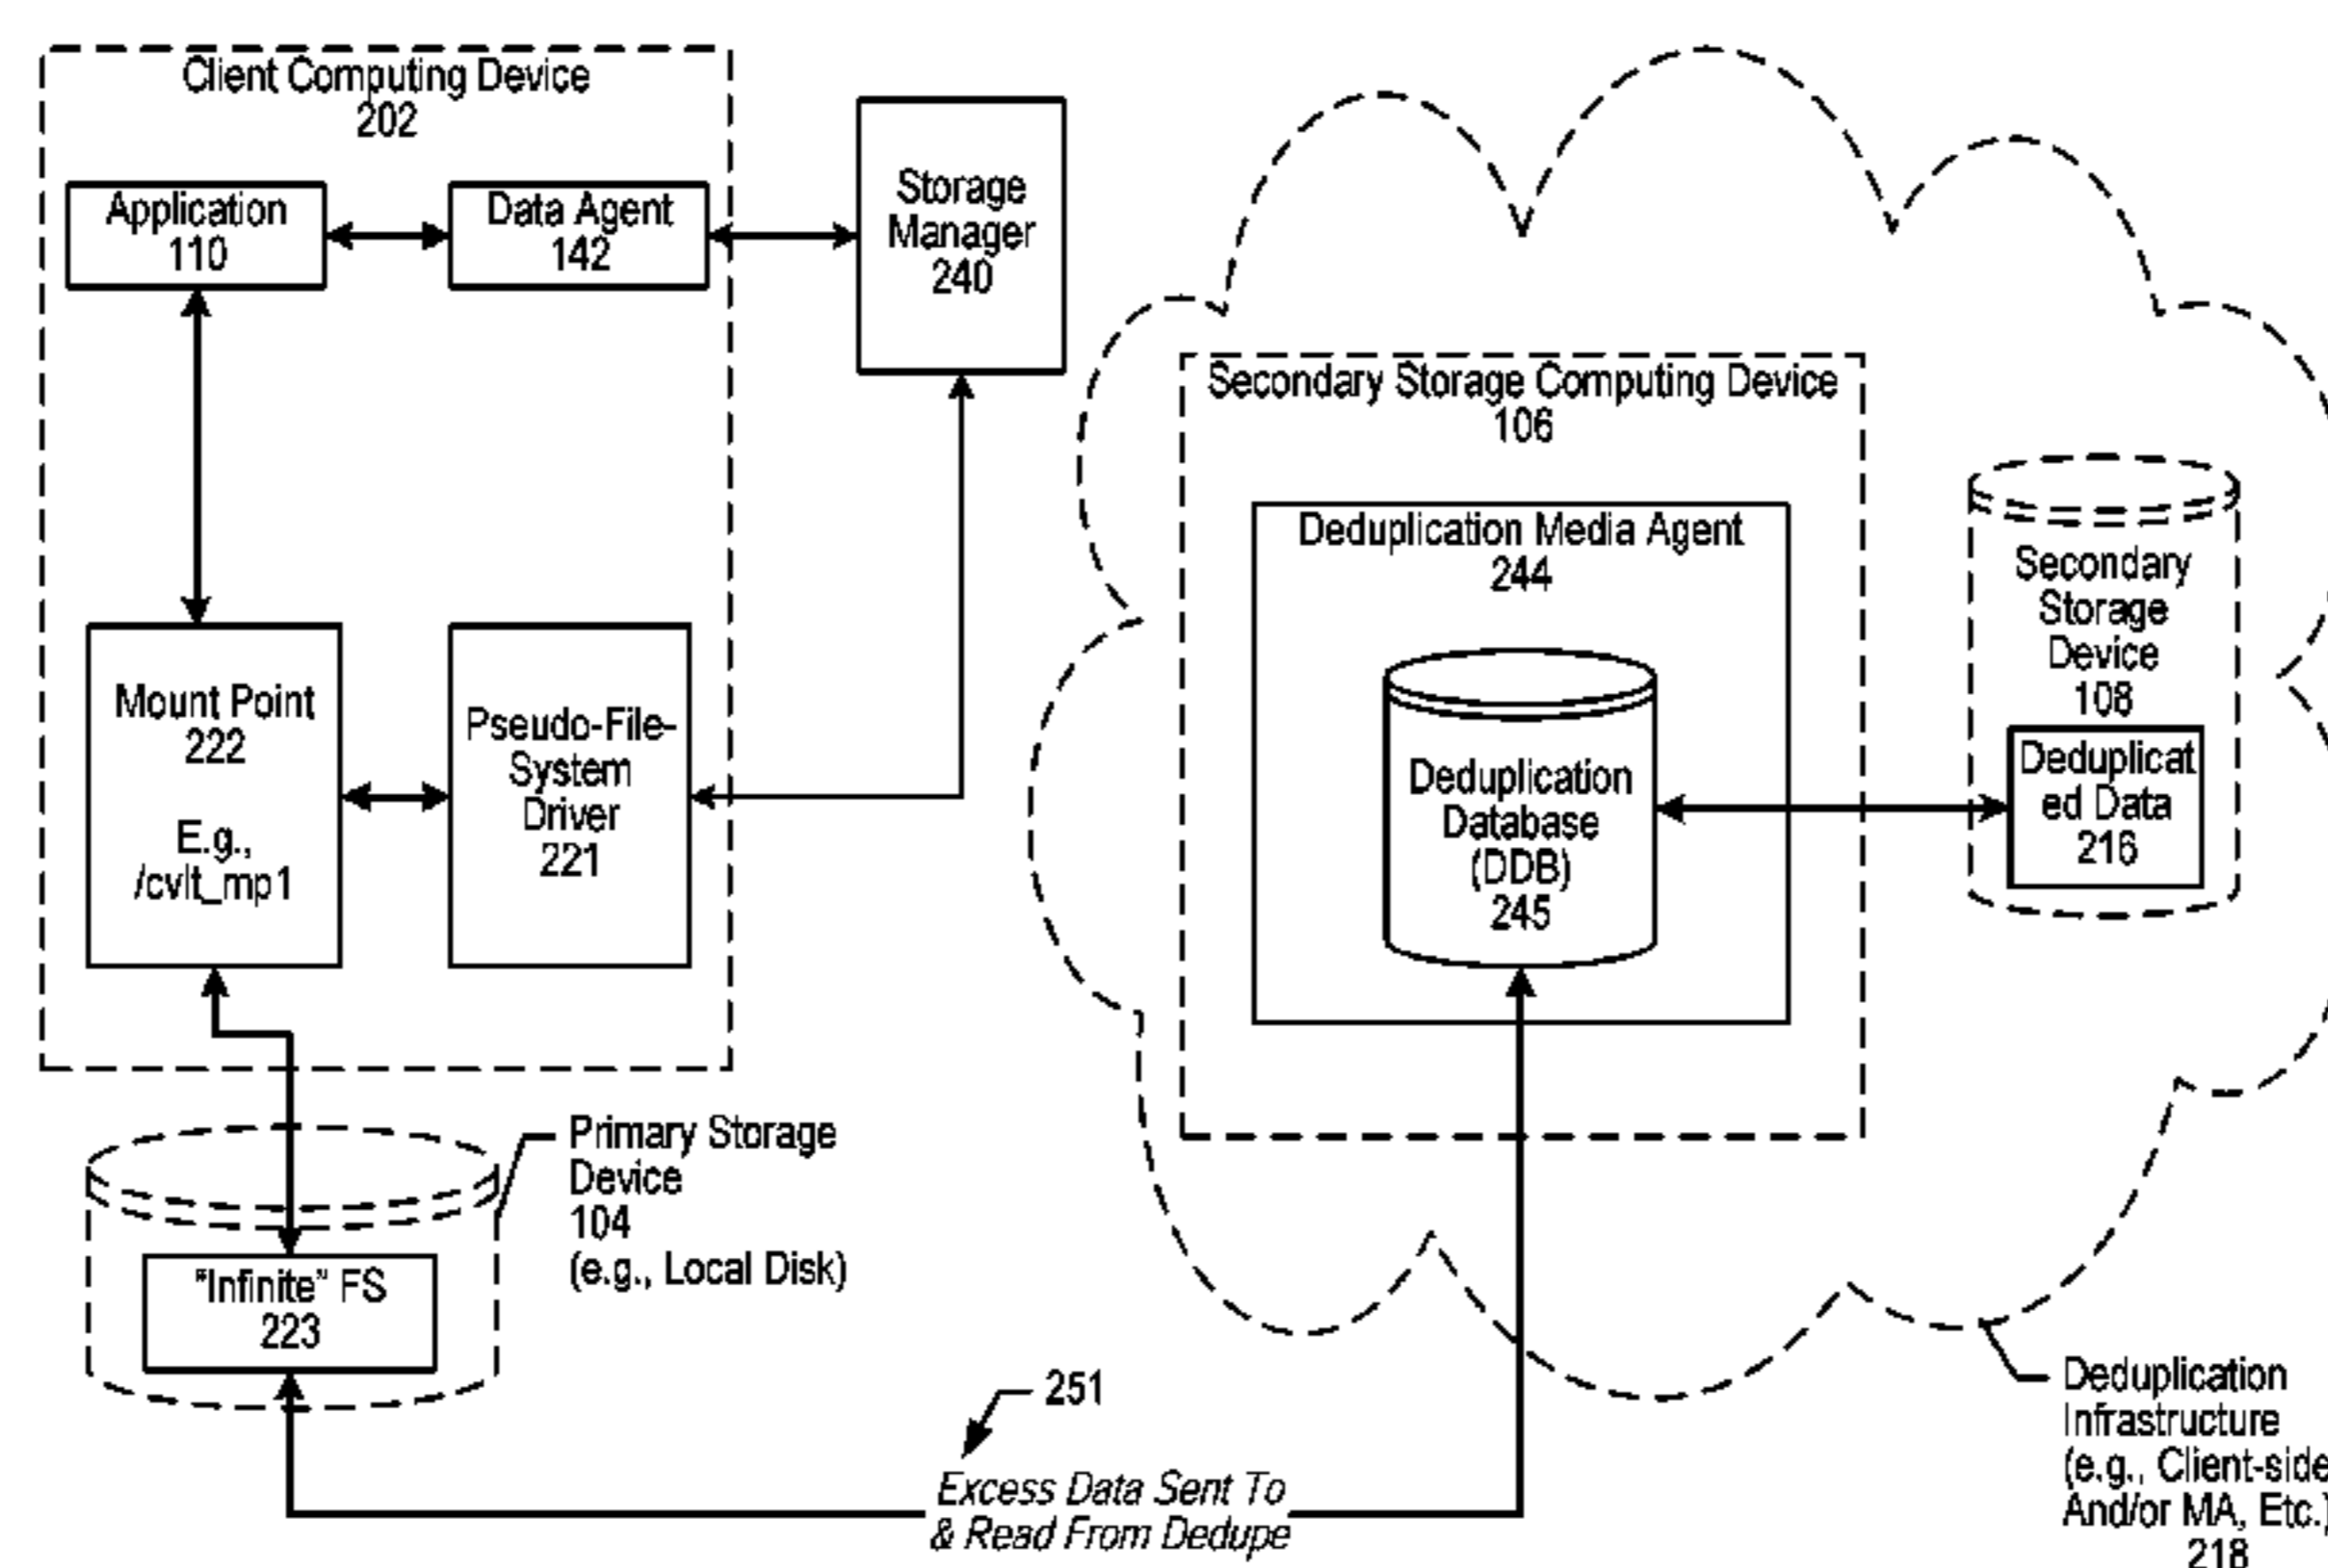 Client Computing Device
202
Application
110
Data Agent
142
Storage
Manager
240
Mount Point
222
E.g.,
/cvlt_mp1
Pseudo-File-
System
Driver
221
Primary Storage
Device
104
(e.g., Local Disk)
"Infinite" FS
223
251
Excess Data Sent To
& Read From Dedupe
Secondary Storage Computing Device
106
Deduplication Media Agent
244
Deduplication
Database
(DDB)
245
Secondary
Storage
Device
108
Deduplicat
ed Data
216
Deduplication
Infrastructure
(e.g., Client-side
And/or MA, Etc.)
218